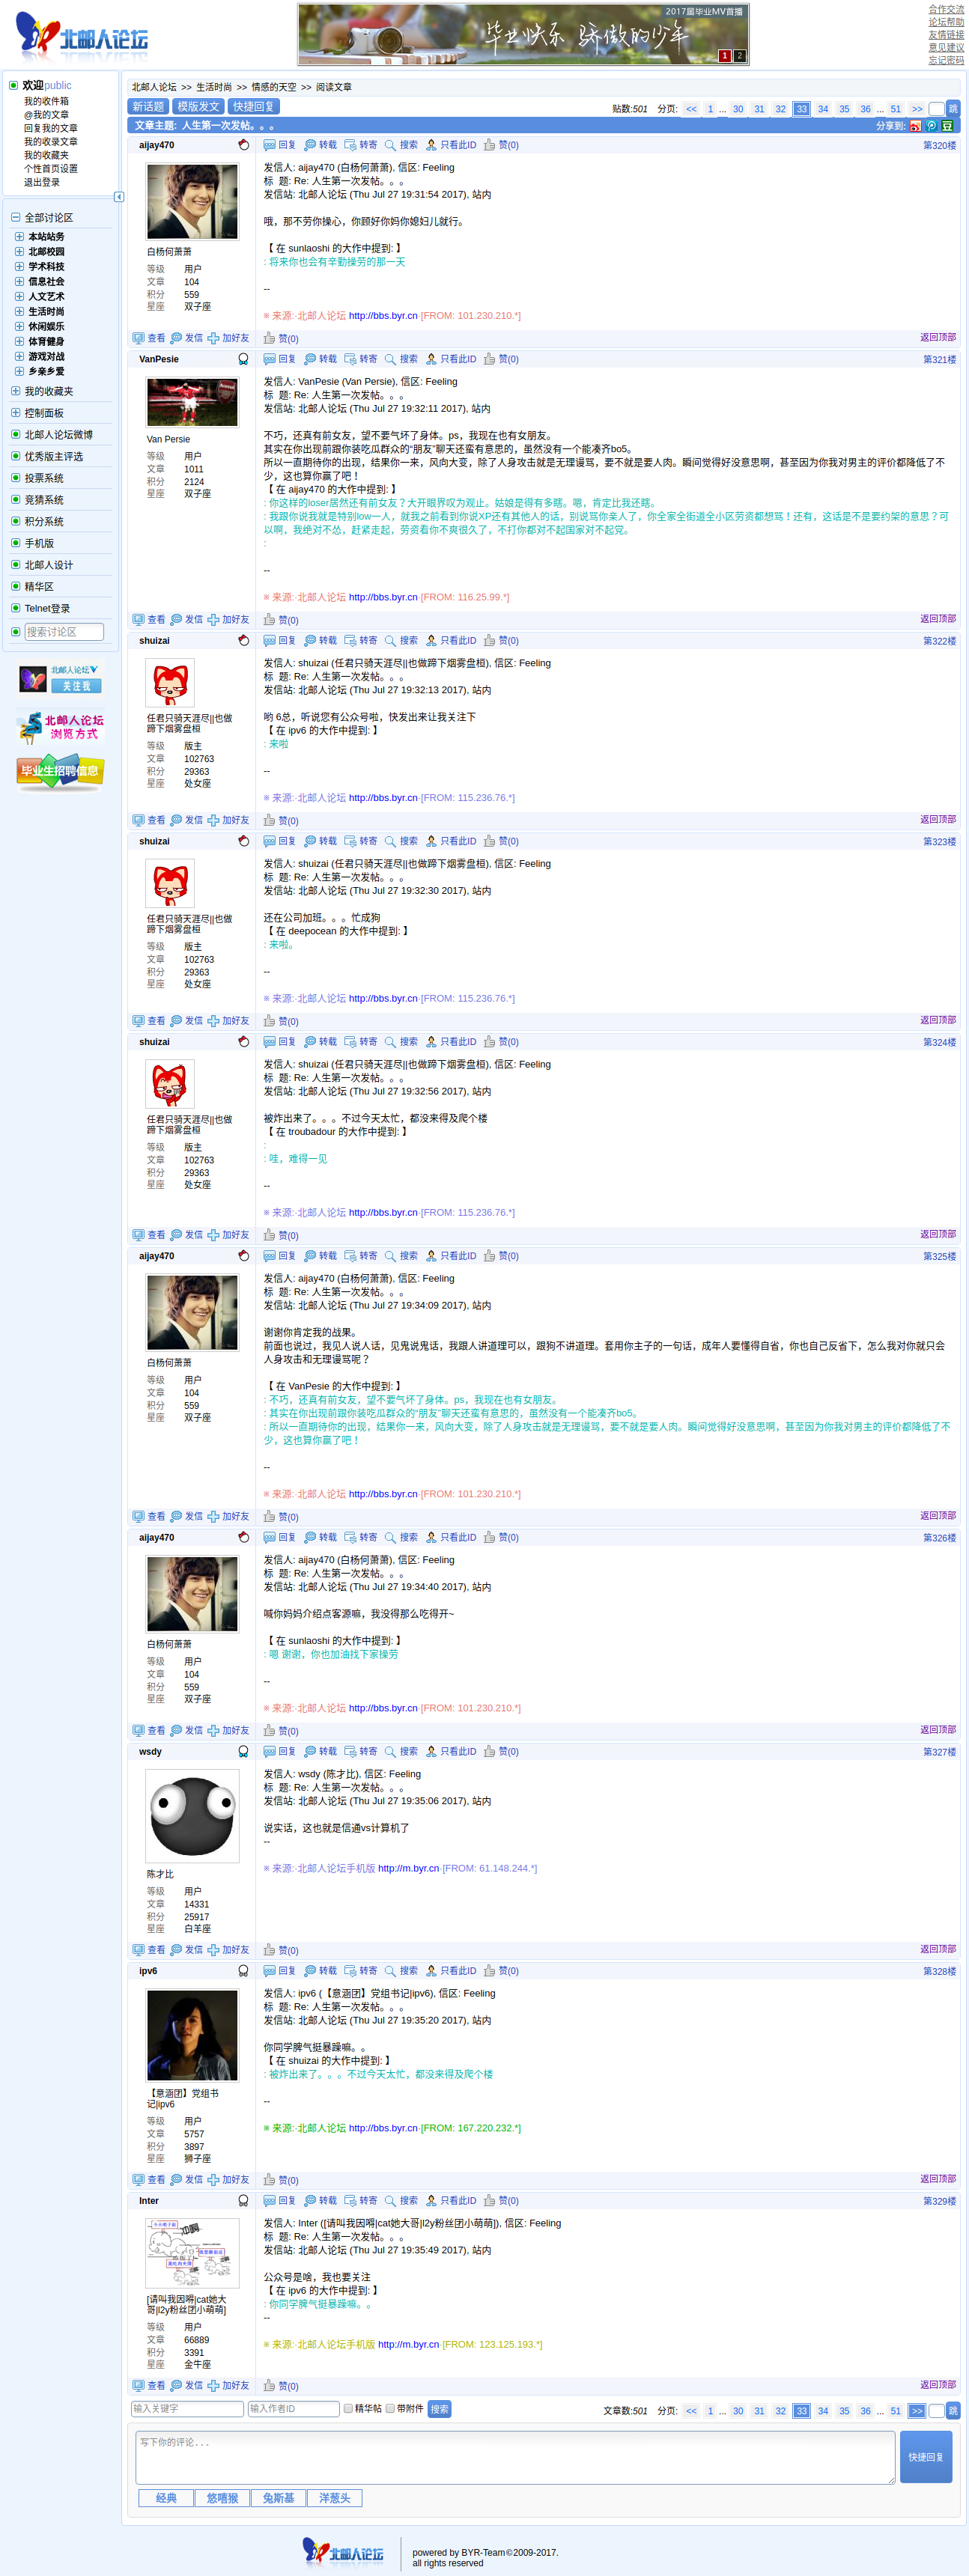 北邮人论坛
2017届毕业MV首播
毕业快乐 骄傲的少年
1 2
合作交流
论坛帮助
友情链接
意见建议
忘记密码
欢迎public
我的收件箱
@我的文章
回复我的文章
我的收录文章
我的收藏夹
个性首页设置
退出登录
全部讨论区
本站站务
北邮校园
学术科技
信息社会
人文艺术
生活时尚
休闲娱乐
体育健身
游戏对战
乡亲乡爱
我的收藏夹
控制面板
北邮人论坛微博
优秀版主评选
投票系统
竞猜系统
积分系统
手机版
北邮人设计
精华区
Telnet登录
搜索讨论区
北邮人论坛
关注我
北邮人论坛
浏览方式
毕业生招聘信息
北邮人论坛 >> 生活时尚 >> 情感的天空 >> 阅读文章
新话题 模版发文 快捷回复
贴数:501 分页: << 1 ... 30 31 32 33 34 35 36 ... 51 >> 跳
文章主题: 人生第一次发帖。。。 分享到:
aijay470 回复 转载 转寄 搜索 只看此ID 赞(0) 第320楼
白杨何萧萧
等级 用户
文章 104
积分 559
星座 双子座
发信人: aijay470 (白杨何萧萧), 信区: Feeling
标 题: Re: 人生第一次发帖。。。
发信站: 北邮人论坛 (Thu Jul 27 19:31:54 2017), 站内
哦，那不劳你操心，你顾好你妈你媳妇儿就行。
【 在 sunlaoshi 的大作中提到: 】
: 将来你也会有辛勤操劳的那一天
--
※ 来源:·北邮人论坛 http://bbs.byr.cn·[FROM: 101.230.210.*]
查看 发信 加好友 赞(0) 返回顶部
VanPesie 回复 转载 转寄 搜索 只看此ID 赞(0) 第321楼
Van Persie
等级 用户
文章 1011
积分 2124
星座 双子座
发信人: VanPesie (Van Persie), 信区: Feeling
标 题: Re: 人生第一次发帖。。。
发信站: 北邮人论坛 (Thu Jul 27 19:32:11 2017), 站内
不巧，还真有前女友，望不要气坏了身体。ps，我现在也有女朋友。
其实在你出现前跟你装吃瓜群众的“朋友”聊天还蛮有意思的，虽然没有一个能凑齐bo5。
所以一直期待你的出现，结果你一来，风向大变，除了人身攻击就是无理谩骂，要不就是要人肉。瞬间觉得好没意思啊，甚至因为你我对男主的评价都降低了不
少，这也算你赢了吧！
【 在 aijay470 的大作中提到: 】
: 你这样的loser居然还有前女友？大开眼界叹为观止。姑娘是得有多瞎。嗯，肯定比我还瞎。
: 我跟你说我就是特别low一人，就我之前看到你说XP还有其他人的话，别说骂你亲人了，你全家全街道全小区劳资都想骂！还有，这话是不是要约架的意思？可
以啊，我绝对不怂，赶紧走起，劳资看你不爽很久了，不打你都对不起国家对不起党。
:
--
※ 来源:·北邮人论坛 http://bbs.byr.cn·[FROM: 116.25.99.*]
查看 发信 加好友 赞(0) 返回顶部
shuizai 回复 转载 转寄 搜索 只看此ID 赞(0) 第322楼
任君只骑天涯尽||也做
蹄下烟雾盘桓
等级 版主
文章 102763
积分 29363
星座 处女座
发信人: shuizai (任君只骑天涯尽||也做蹄下烟雾盘桓), 信区: Feeling
标 题: Re: 人生第一次发帖。。。
发信站: 北邮人论坛 (Thu Jul 27 19:32:13 2017), 站内
哟 6总，听说您有公众号啦，快发出来让我关注下
【 在 ipv6 的大作中提到: 】
: 来啦
--
※ 来源:·北邮人论坛 http://bbs.byr.cn·[FROM: 115.236.76.*]
查看 发信 加好友 赞(0) 返回顶部
shuizai 回复 转载 转寄 搜索 只看此ID 赞(0) 第323楼
任君只骑天涯尽||也做
蹄下烟雾盘桓
等级 版主
文章 102763
积分 29363
星座 处女座
发信人: shuizai (任君只骑天涯尽||也做蹄下烟雾盘桓), 信区: Feeling
标 题: Re: 人生第一次发帖。。。
发信站: 北邮人论坛 (Thu Jul 27 19:32:30 2017), 站内
还在公司加班。。。忙成狗
【 在 deepocean 的大作中提到: 】
: 来啦。
--
※ 来源:·北邮人论坛 http://bbs.byr.cn·[FROM: 115.236.76.*]
查看 发信 加好友 赞(0) 返回顶部
shuizai 回复 转载 转寄 搜索 只看此ID 赞(0) 第324楼
任君只骑天涯尽||也做
蹄下烟雾盘桓
等级 版主
文章 102763
积分 29363
星座 处女座
发信人: shuizai (任君只骑天涯尽||也做蹄下烟雾盘桓), 信区: Feeling
标 题: Re: 人生第一次发帖。。。
发信站: 北邮人论坛 (Thu Jul 27 19:32:56 2017), 站内
被炸出来了。。。不过今天太忙，都没来得及爬个楼
【 在 troubadour 的大作中提到: 】
:
: 哇，难得一见
--
※ 来源:·北邮人论坛 http://bbs.byr.cn·[FROM: 115.236.76.*]
查看 发信 加好友 赞(0) 返回顶部
aijay470 回复 转载 转寄 搜索 只看此ID 赞(0) 第325楼
白杨何萧萧
等级 用户
文章 104
积分 559
星座 双子座
发信人: aijay470 (白杨何萧萧), 信区: Feeling
标 题: Re: 人生第一次发帖。。。
发信站: 北邮人论坛 (Thu Jul 27 19:34:09 2017), 站内
谢谢你肯定我的战果。
前面也说过，我见人说人话，见鬼说鬼话，我跟人讲道理可以，跟狗不讲道理。套用你主子的一句话，成年人要懂得自省，你也自己反省下，怎么我对你就只会
人身攻击和无理谩骂呢？
【 在 VanPesie 的大作中提到: 】
: 不巧，还真有前女友，望不要气坏了身体。ps，我现在也有女朋友。
: 其实在你出现前跟你装吃瓜群众的“朋友”聊天还蛮有意思的，虽然没有一个能凑齐bo5。
: 所以一直期待你的出现，结果你一来，风向大变，除了人身攻击就是无理谩骂，要不就是要人肉。瞬间觉得好没意思啊，甚至因为你我对男主的评价都降低了不
少，这也算你赢了吧！
--
※ 来源:·北邮人论坛 http://bbs.byr.cn·[FROM: 101.230.210.*]
查看 发信 加好友 赞(0) 返回顶部
aijay470 回复 转载 转寄 搜索 只看此ID 赞(0) 第326楼
白杨何萧萧
等级 用户
文章 104
积分 559
星座 双子座
发信人: aijay470 (白杨何萧萧), 信区: Feeling
标 题: Re: 人生第一次发帖。。。
发信站: 北邮人论坛 (Thu Jul 27 19:34:40 2017), 站内
喊你妈妈介绍点客源嘛，我没得那么吃得开~
【 在 sunlaoshi 的大作中提到: 】
: 嗯 谢谢，你也加油找下家操劳
--
※ 来源:·北邮人论坛 http://bbs.byr.cn·[FROM: 101.230.210.*]
查看 发信 加好友 赞(0) 返回顶部
wsdy 回复 转载 转寄 搜索 只看此ID 赞(0) 第327楼
陈才比
等级 用户
文章 14331
积分 25917
星座 白羊座
发信人: wsdy (陈才比), 信区: Feeling
标 题: Re: 人生第一次发帖。。。
发信站: 北邮人论坛 (Thu Jul 27 19:35:06 2017), 站内
说实话，这也就是信通vs计算机了
--
※ 来源:·北邮人论坛手机版 http://m.byr.cn·[FROM: 61.148.244.*]
查看 发信 加好友 赞(0) 返回顶部
ipv6 回复 转载 转寄 搜索 只看此ID 赞(0) 第328楼
【意涵团】党组书
记|ipv6
等级 用户
文章 5757
积分 3897
星座 狮子座
发信人: ipv6 (【意涵团】党组书记|ipv6), 信区: Feeling
标 题: Re: 人生第一次发帖。。。
发信站: 北邮人论坛 (Thu Jul 27 19:35:20 2017), 站内
你同学脾气挺暴躁嘛。。
【 在 shuizai 的大作中提到: 】
: 被炸出来了。。。不过今天太忙，都没来得及爬个楼
--
※ 来源:·北邮人论坛 http://bbs.byr.cn·[FROM: 167.220.232.*]
查看 发信 加好友 赞(0) 返回顶部
Inter 回复 转载 转寄 搜索 只看此ID 赞(0) 第329楼
[请叫我因嘚|cat她大
哥|l2y粉丝团小萌萌]
等级 用户
文章 66889
积分 3391
星座 金牛座
发信人: Inter ([请叫我因嘚|cat她大哥|l2y粉丝团小萌萌]), 信区: Feeling
标 题: Re: 人生第一次发帖。。。
发信站: 北邮人论坛 (Thu Jul 27 19:35:49 2017), 站内
公众号是啥，我也要关注
【 在 ipv6 的大作中提到: 】
: 你同学脾气挺暴躁嘛。。
--
※ 来源:·北邮人论坛手机版 http://m.byr.cn·[FROM: 123.125.193.*]
查看 发信 加好友 赞(0) 返回顶部
输入关键字 输入作者ID 精华帖 带附件 搜索
文章数:501 分页: << 1 ... 30 31 32 33 34 35 36 ... 51 >> 跳
写下你的评论...
快捷回复
经典 悠嘻猴 兔斯基 洋葱头
北邮人论坛
powered by BYR-Team©2009-2017.
all rights reserved